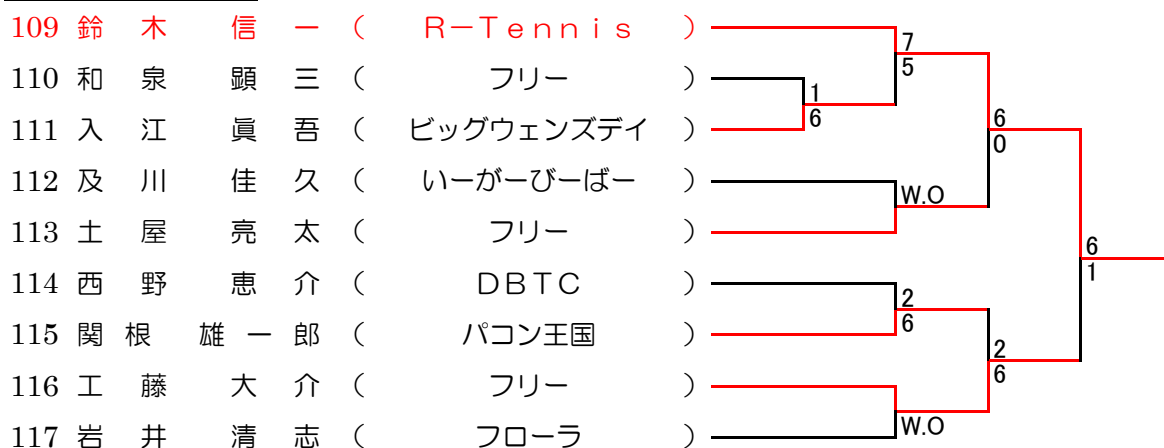 109 鈴 木 信 一 ( R-Tennis )
110 和 泉 顕 三 ( フリー )
111 入 江 眞 吾 ( ビッグウェンズデイ )
112 及 川 佳 久 ( いーがーびーばー )
113 土 屋 亮 太 ( フリー )
114 西 野 恵 介 ( DBTC )
115 関 根 雄 一 郎 ( パコン王国 )
116 工 藤 大 介 ( フリー )
117 岩 井 清 志 ( フローラ )
7
5
1
6
W.O
2
6
W.O
6
0
2
6
6
1